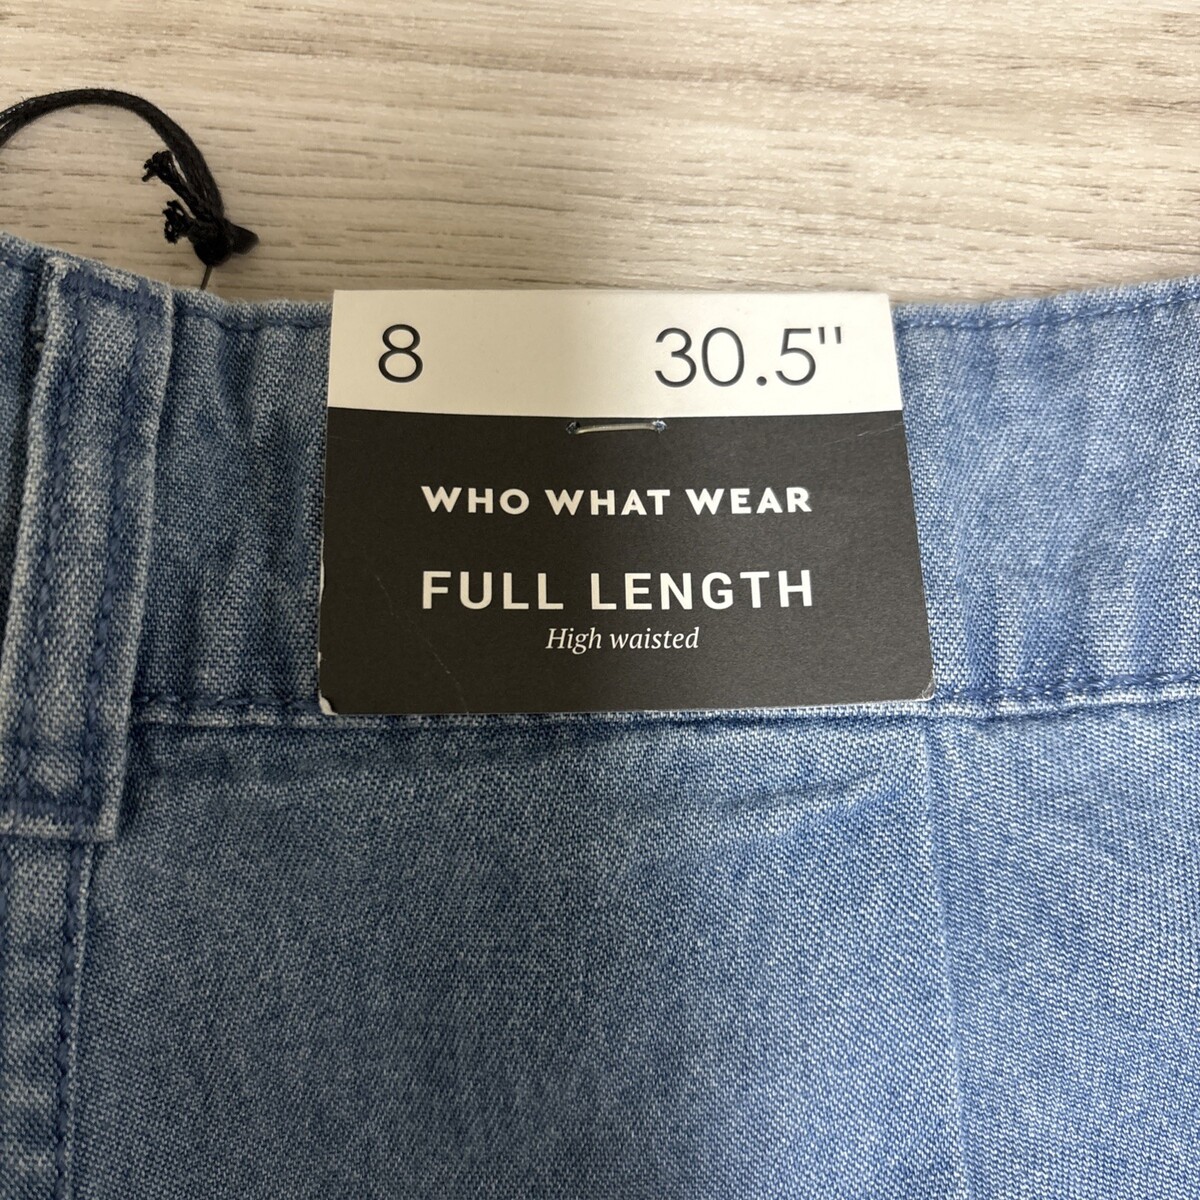 8 30.5"
WHO WHAT WEAR
FULL LENGTH
High waisted